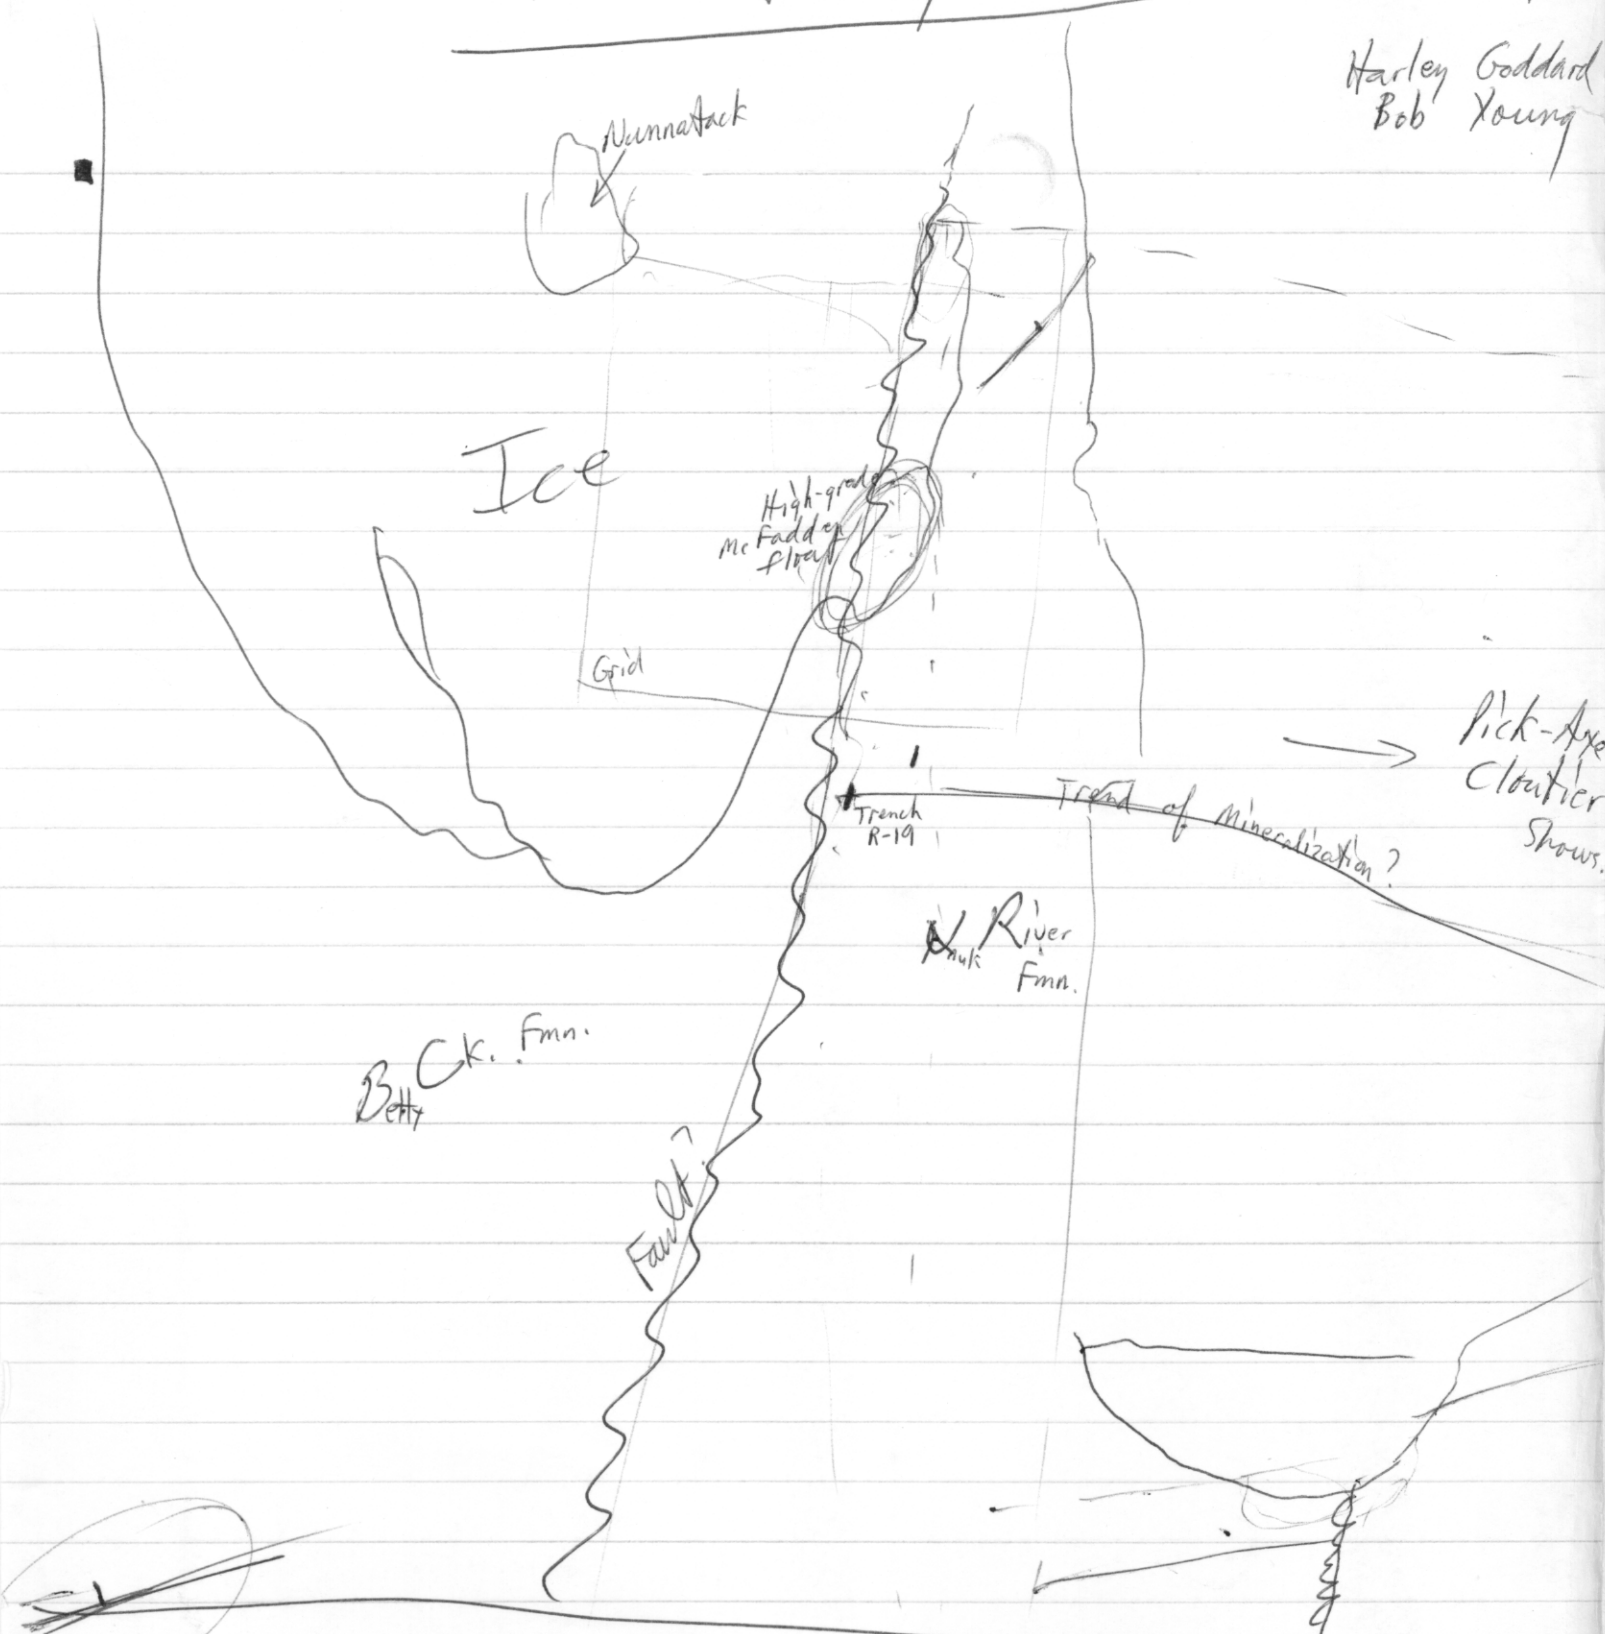 Harley Goddard
Bob Young
Nunnatack
Ice
High-grade
McFadden
float
Grid
Pick-Axe
Cloutier
Shows.
Trench
R-19
Trend of Mineralization?
Unuk River
Fmn.
Betty Ck. Fmn.
Fault?